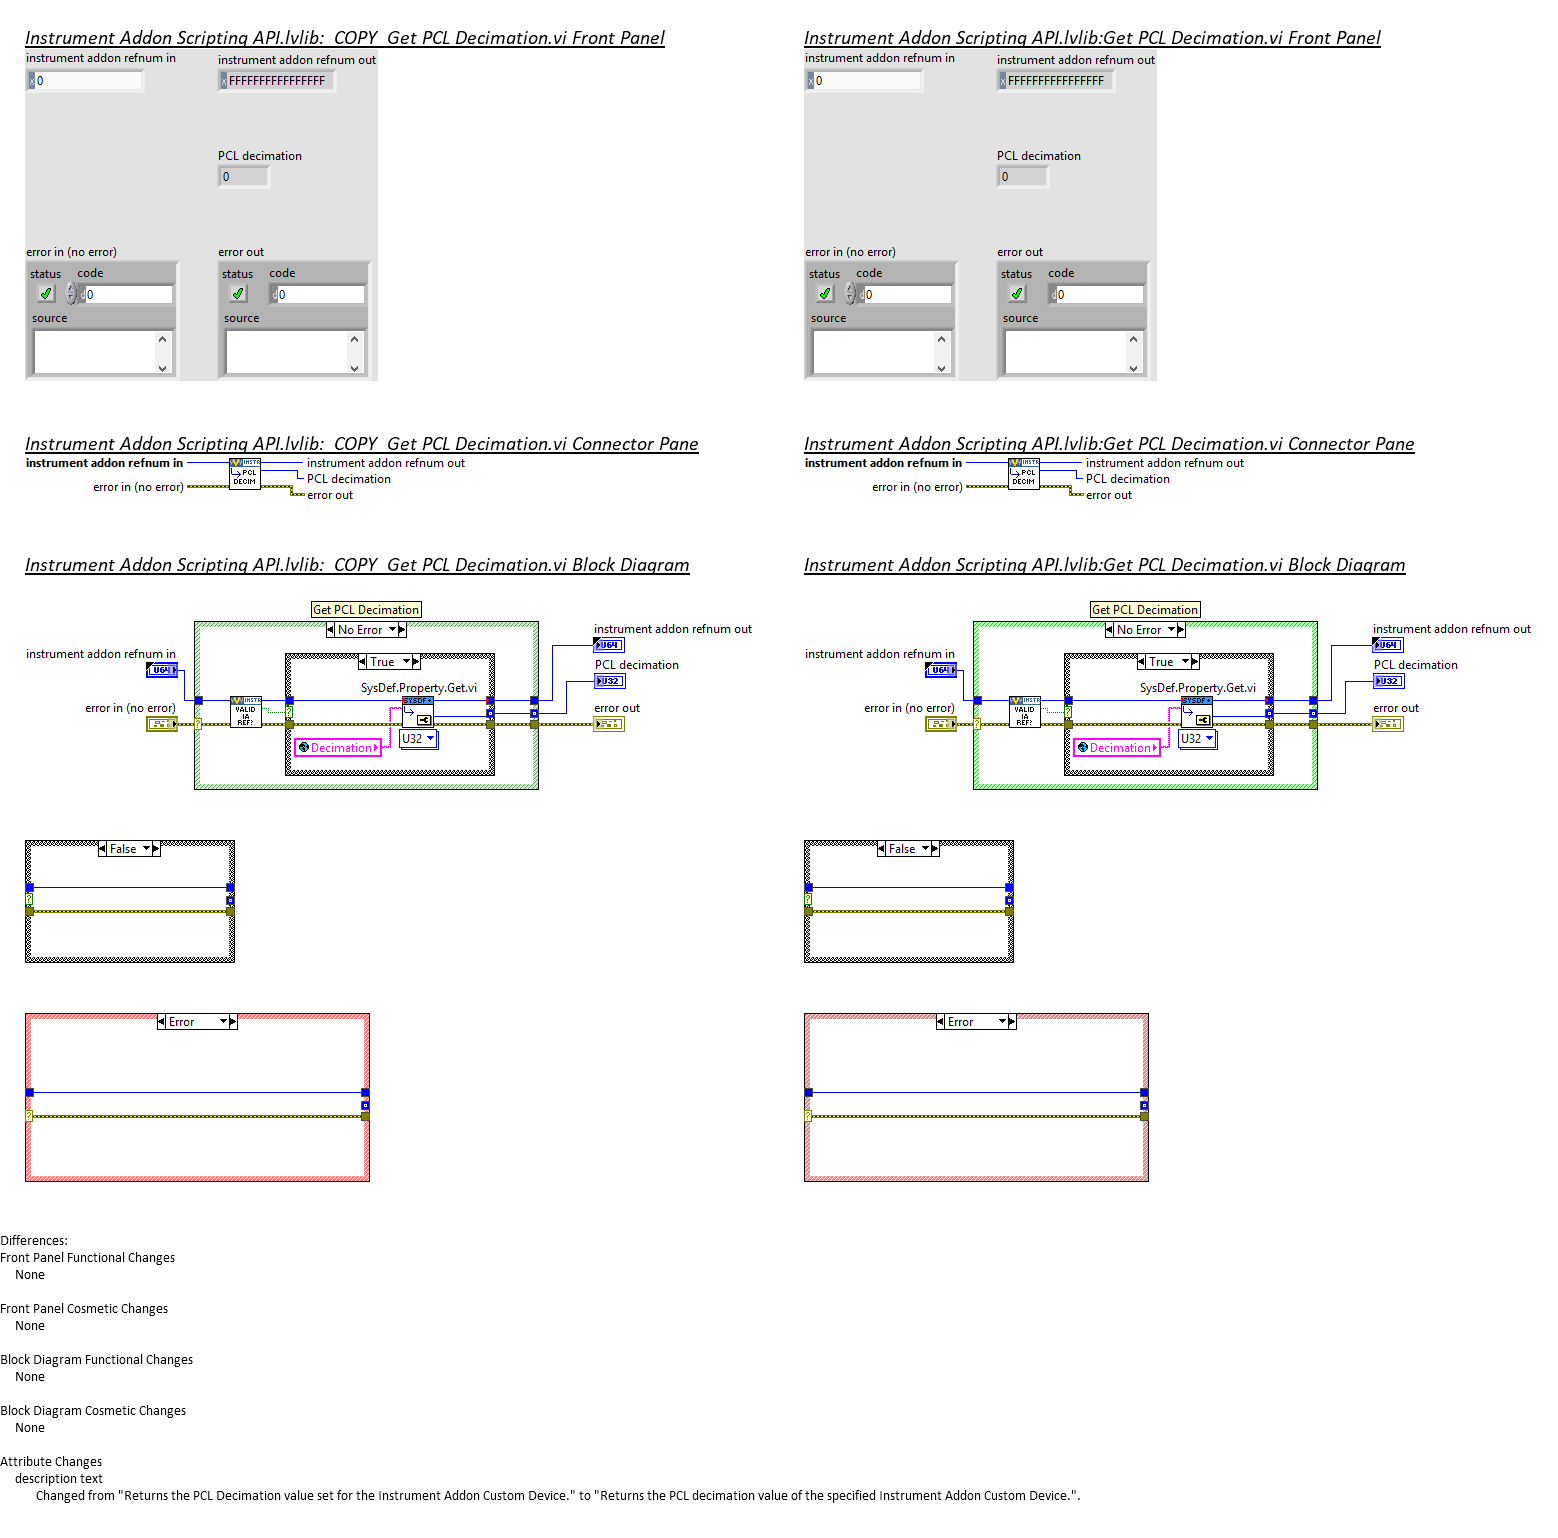 Instrument Addon Scripting API.lvlib:_COPY_Get PCL Decimation.vi Front Panel
instrument addon refnum in
instrument addon refnum out
x 0
x FFFFFFFFFFFFFFFF
PCL decimation
0
error in (no error)
error out
status code
status code
d 0
d 0
source
source
Instrument Addon Scripting API.lvlib:Get PCL Decimation.vi Front Panel
instrument addon refnum in
instrument addon refnum out
x 0
x FFFFFFFFFFFFFFFF
PCL decimation
0
error in (no error)
error out
status code
status code
d 0
d 0
source
source
Instrument Addon Scripting API.lvlib:_COPY_Get PCL Decimation.vi Connector Pane
instrument addon refnum in
INSTR
PCL
DECIM
instrument addon refnum out
PCL decimation
error in (no error)
error out
Instrument Addon Scripting API.lvlib:Get PCL Decimation.vi Connector Pane
instrument addon refnum in
INSTR
PCL
DECIM
instrument addon refnum out
PCL decimation
error in (no error)
error out
Instrument Addon Scripting API.lvlib:_COPY_Get PCL Decimation.vi Block Diagram
Get PCL Decimation
No Error
instrument addon refnum out
U64
instrument addon refnum in
U64
True
PCL decimation
U32
SysDef.Property.Get.vi
SYSDF
error in (no error)
INSTR
VALID
IA
REF?
?
?
error out
Decimation
U32
Instrument Addon Scripting API.lvlib:Get PCL Decimation.vi Block Diagram
Get PCL Decimation
No Error
instrument addon refnum out
U64
instrument addon refnum in
U64
True
PCL decimation
U32
SysDef.Property.Get.vi
SYSDF
error in (no error)
INSTR
VALID
IA
REF?
?
?
error out
Decimation
U32
False
?
False
?
Error
?
Error
?
Differences:
Front Panel Functional Changes
None
Front Panel Cosmetic Changes
None
Block Diagram Functional Changes
None
Block Diagram Cosmetic Changes
None
Attribute Changes
description text
Changed from "Returns the PCL Decimation value set for the Instrument Addon Custom Device." to "Returns the PCL decimation value of the specified Instrument Addon Custom Device.".